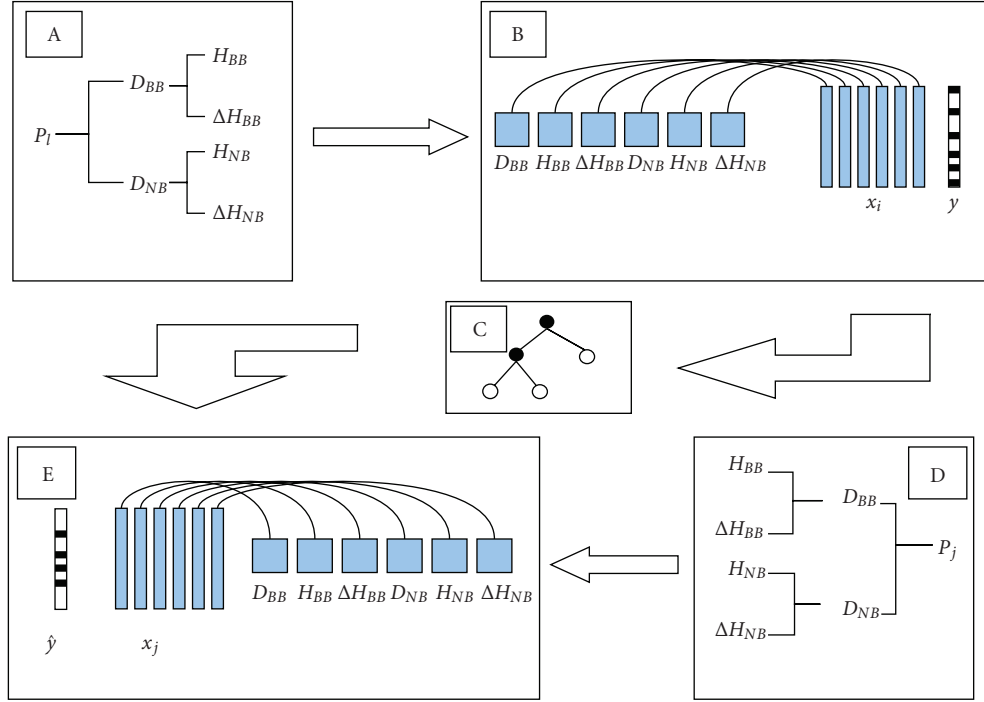 A
P_l
D_BB
H_BB
ΔH_BB
D_NB
H_NB
ΔH_NB
B
D_BB H_BB ΔH_BB D_NB H_NB ΔH_NB
x_i y
C
E
D_BB H_BB ΔH_BB D_NB H_NB ΔH_NB
ŷ x_j
D
H_BB
D_BB
ΔH_BB
P_j
H_NB
D_NB
ΔH_NB